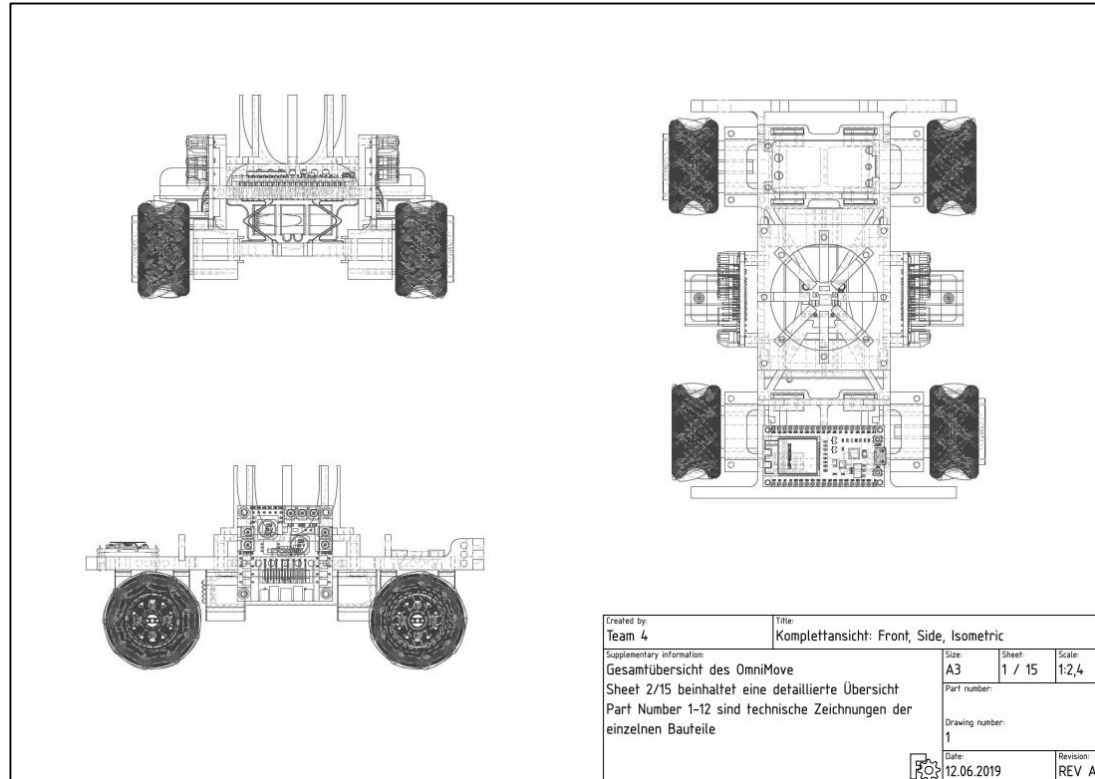 Created by:
Team 4
Title:
Komplettansicht: Front, Side, Isometric
Supplementary information:
Gesamtübersicht des OmniMove
Sheet 2/15 beinhaltet eine detaillierte Übersicht
Part Number 1-12 sind technische Zeichnungen der
einzelnen Bauteile
Size:
A3
Sheet:
1 / 15
Scale:
1:2,4
Part number:
Drawing number:
1
Date:
12.06.2019
Revision:
REV A